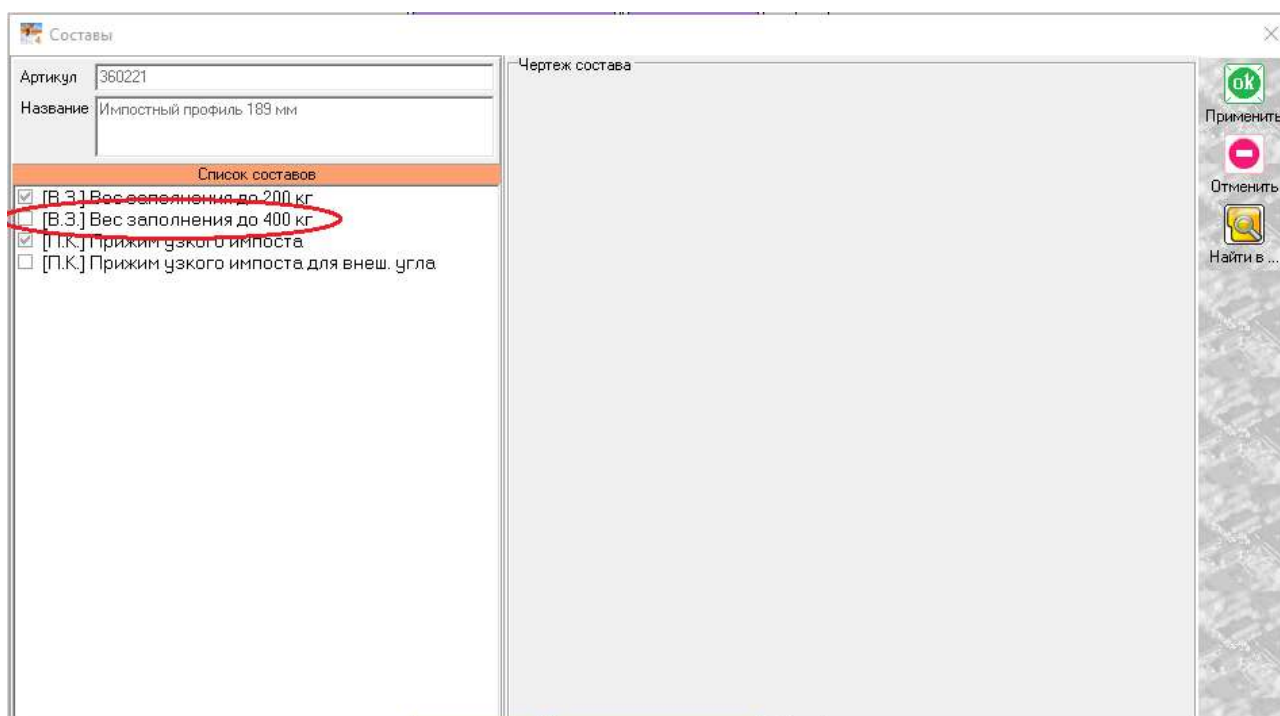 Составы
Артикул 360221
Название Импостный профиль 189 мм
Список составов
[В.З.] Вес заполнения до 200 кг
[В.З.] Вес заполнения до 400 кг
[П.К.] Прижим узкого импоста
[П.К.] Прижим узкого импоста для внеш. угла
Чертеж состава
ok
Применить
Отменить
Найти в ...